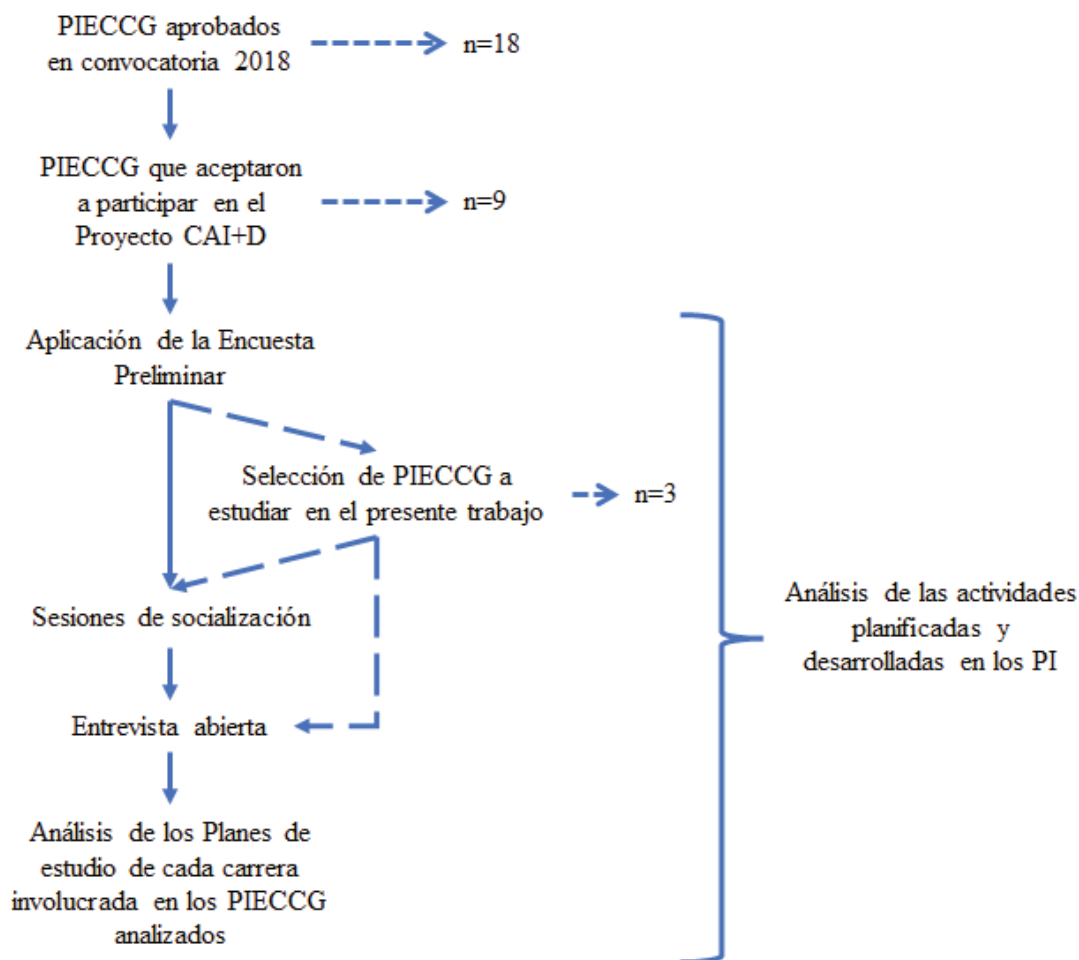 PIECCG aprobados
en convocatoria 2018
n=18
PIECCG que aceptaron
a participar en el
Proyecto CAI+D
n=9
Aplicación de la Encuesta
Preliminar
Selección de PIECCG a
estudiar en el presente trabajo
n=3
Sesiones de socialización
Entrevista abierta
Análisis de los Planes de
estudio de cada carrera
involucrada en los PIECCG
analizados
Análisis de las actividades
planificadas y
desarrolladas en los PI